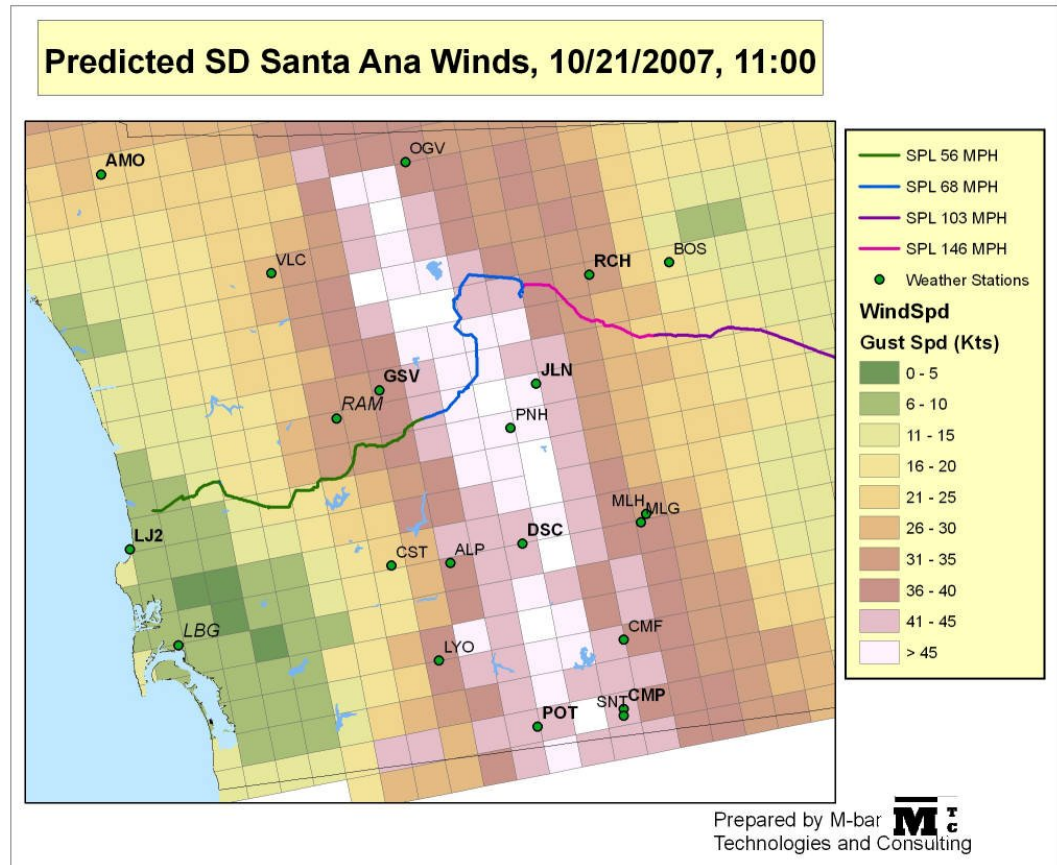 Predicted SD Santa Ana Winds, 10/21/2007, 11:00
AMO
OGV
VLC
RCH
BOS
GSV
RAM
JLN
PNH
MLH
MLG
LJ2
DSC
CST
ALP
LBG
LYO
CMF
SNT
CMP
POT
SPL 56 MPH
SPL 68 MPH
SPL 103 MPH
SPL 146 MPH
Weather Stations
WindSpd
Gust Spd (Kts)
0 - 5
6 - 10
11 - 15
16 - 20
21 - 25
26 - 30
31 - 35
36 - 40
41 - 45
> 45
Prepared by M-bar
Technologies and Consulting
M T C